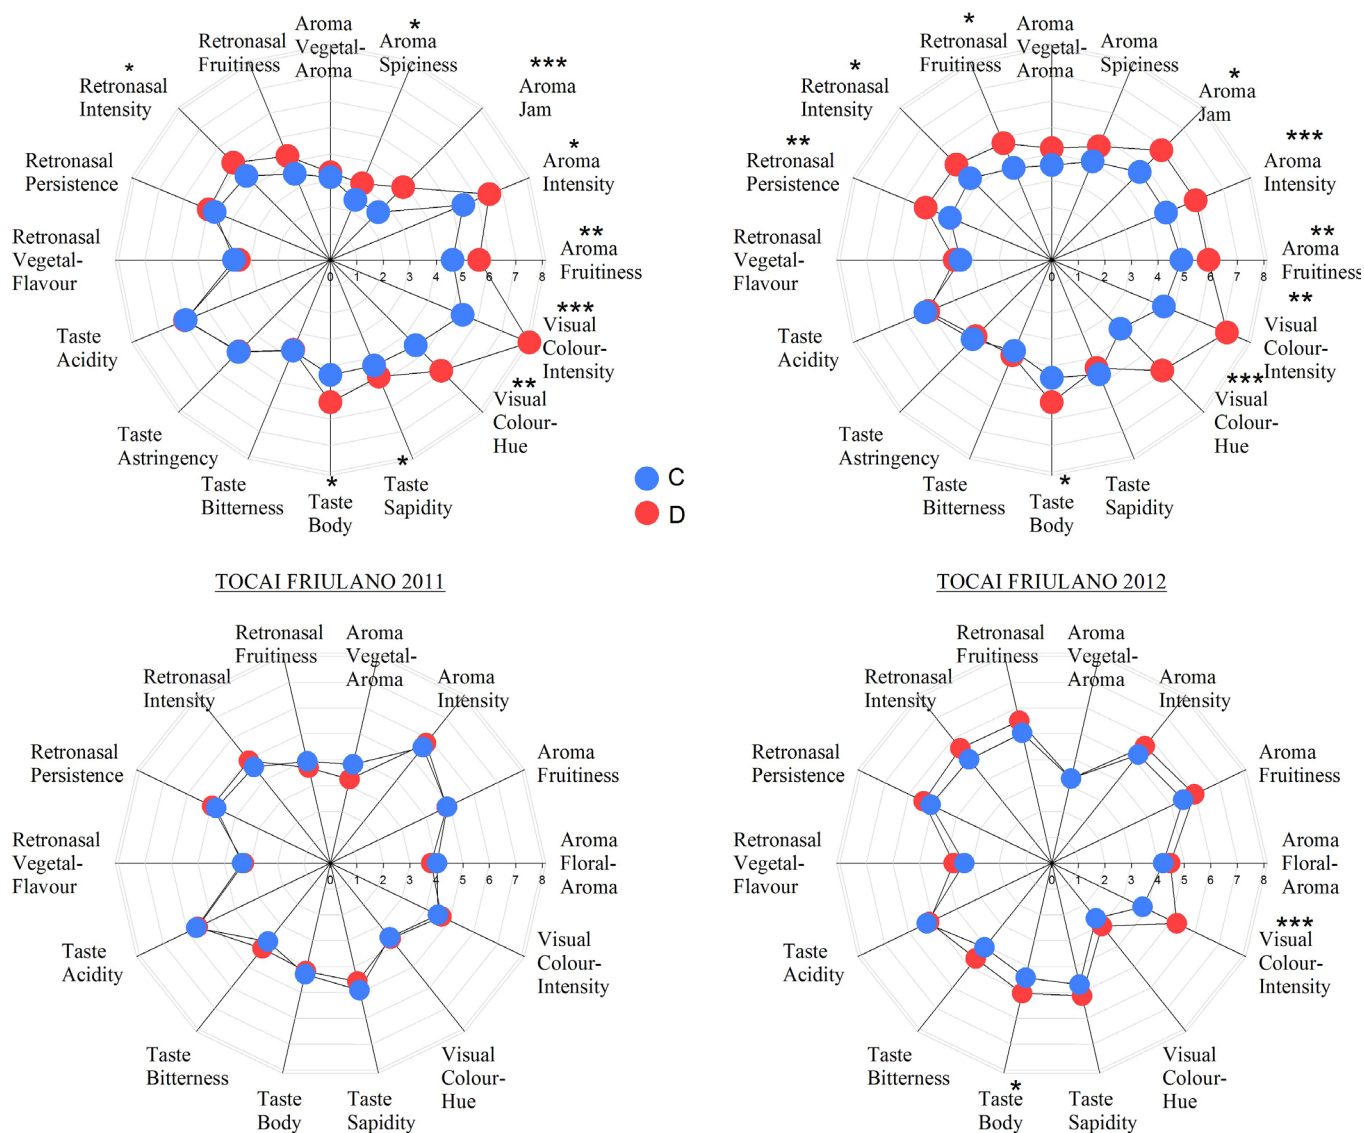 *
Retronasal
Fruitiness
Aroma
Vegetal-
Aroma
*
Aroma
Spiciness
***
Aroma
Jam
*
Retronasal
Intensity
*
Aroma
Intensity
Retronasal
Persistence
**
Aroma
Fruitiness
Retronasal
Vegetal-
Flavour
0 1 2 3 4 5 6 7 8
***
Visual
Colour-
Intensity
Taste
Acidity
**
Visual
Colour-
Hue
Taste
Astringency
Taste
Bitterness
*
Taste
Body
*
Taste
Sapidity
*
Retronasal
Fruitiness
Aroma
Vegetal-
Aroma
Aroma
Spiciness
*
Aroma
Jam
*
Retronasal
Intensity
***
Aroma
Intensity
**
Retronasal
Persistence
**
Aroma
Fruitiness
Retronasal
Vegetal-
Flavour
0 1 2 3 4 5 6 7 8
**
Visual
Colour-
Intensity
Taste
Acidity
***
Visual
Colour-
Hue
Taste
Astringency
Taste
Bitterness
*
Taste
Body
Taste
Sapidity
C
D
TOCAI FRIULANO 2011
Retronasal
Fruitiness
Aroma
Vegetal-
Aroma
Retronasal
Intensity
Aroma
Intensity
Retronasal
Persistence
Aroma
Fruitiness
Retronasal
Vegetal-
Flavour
0 1 2 3 4 5 6 7 8
Aroma
Floral-
Aroma
Taste
Acidity
Visual
Colour-
Intensity
Taste
Bitterness
Taste
Body
Taste
Sapidity
Visual
Colour-
Hue
TOCAI FRIULANO 2012
Retronasal
Fruitiness
Aroma
Vegetal-
Aroma
Retronasal
Intensity
Aroma
Intensity
Retronasal
Persistence
Aroma
Fruitiness
Retronasal
Vegetal-
Flavour
0 1 2 3 4 5 6 7 8
Aroma
Floral-
Aroma
Taste
Acidity
***
Visual
Colour-
Intensity
Taste
Bitterness
*
Taste
Body
Taste
Sapidity
Visual
Colour-
Hue